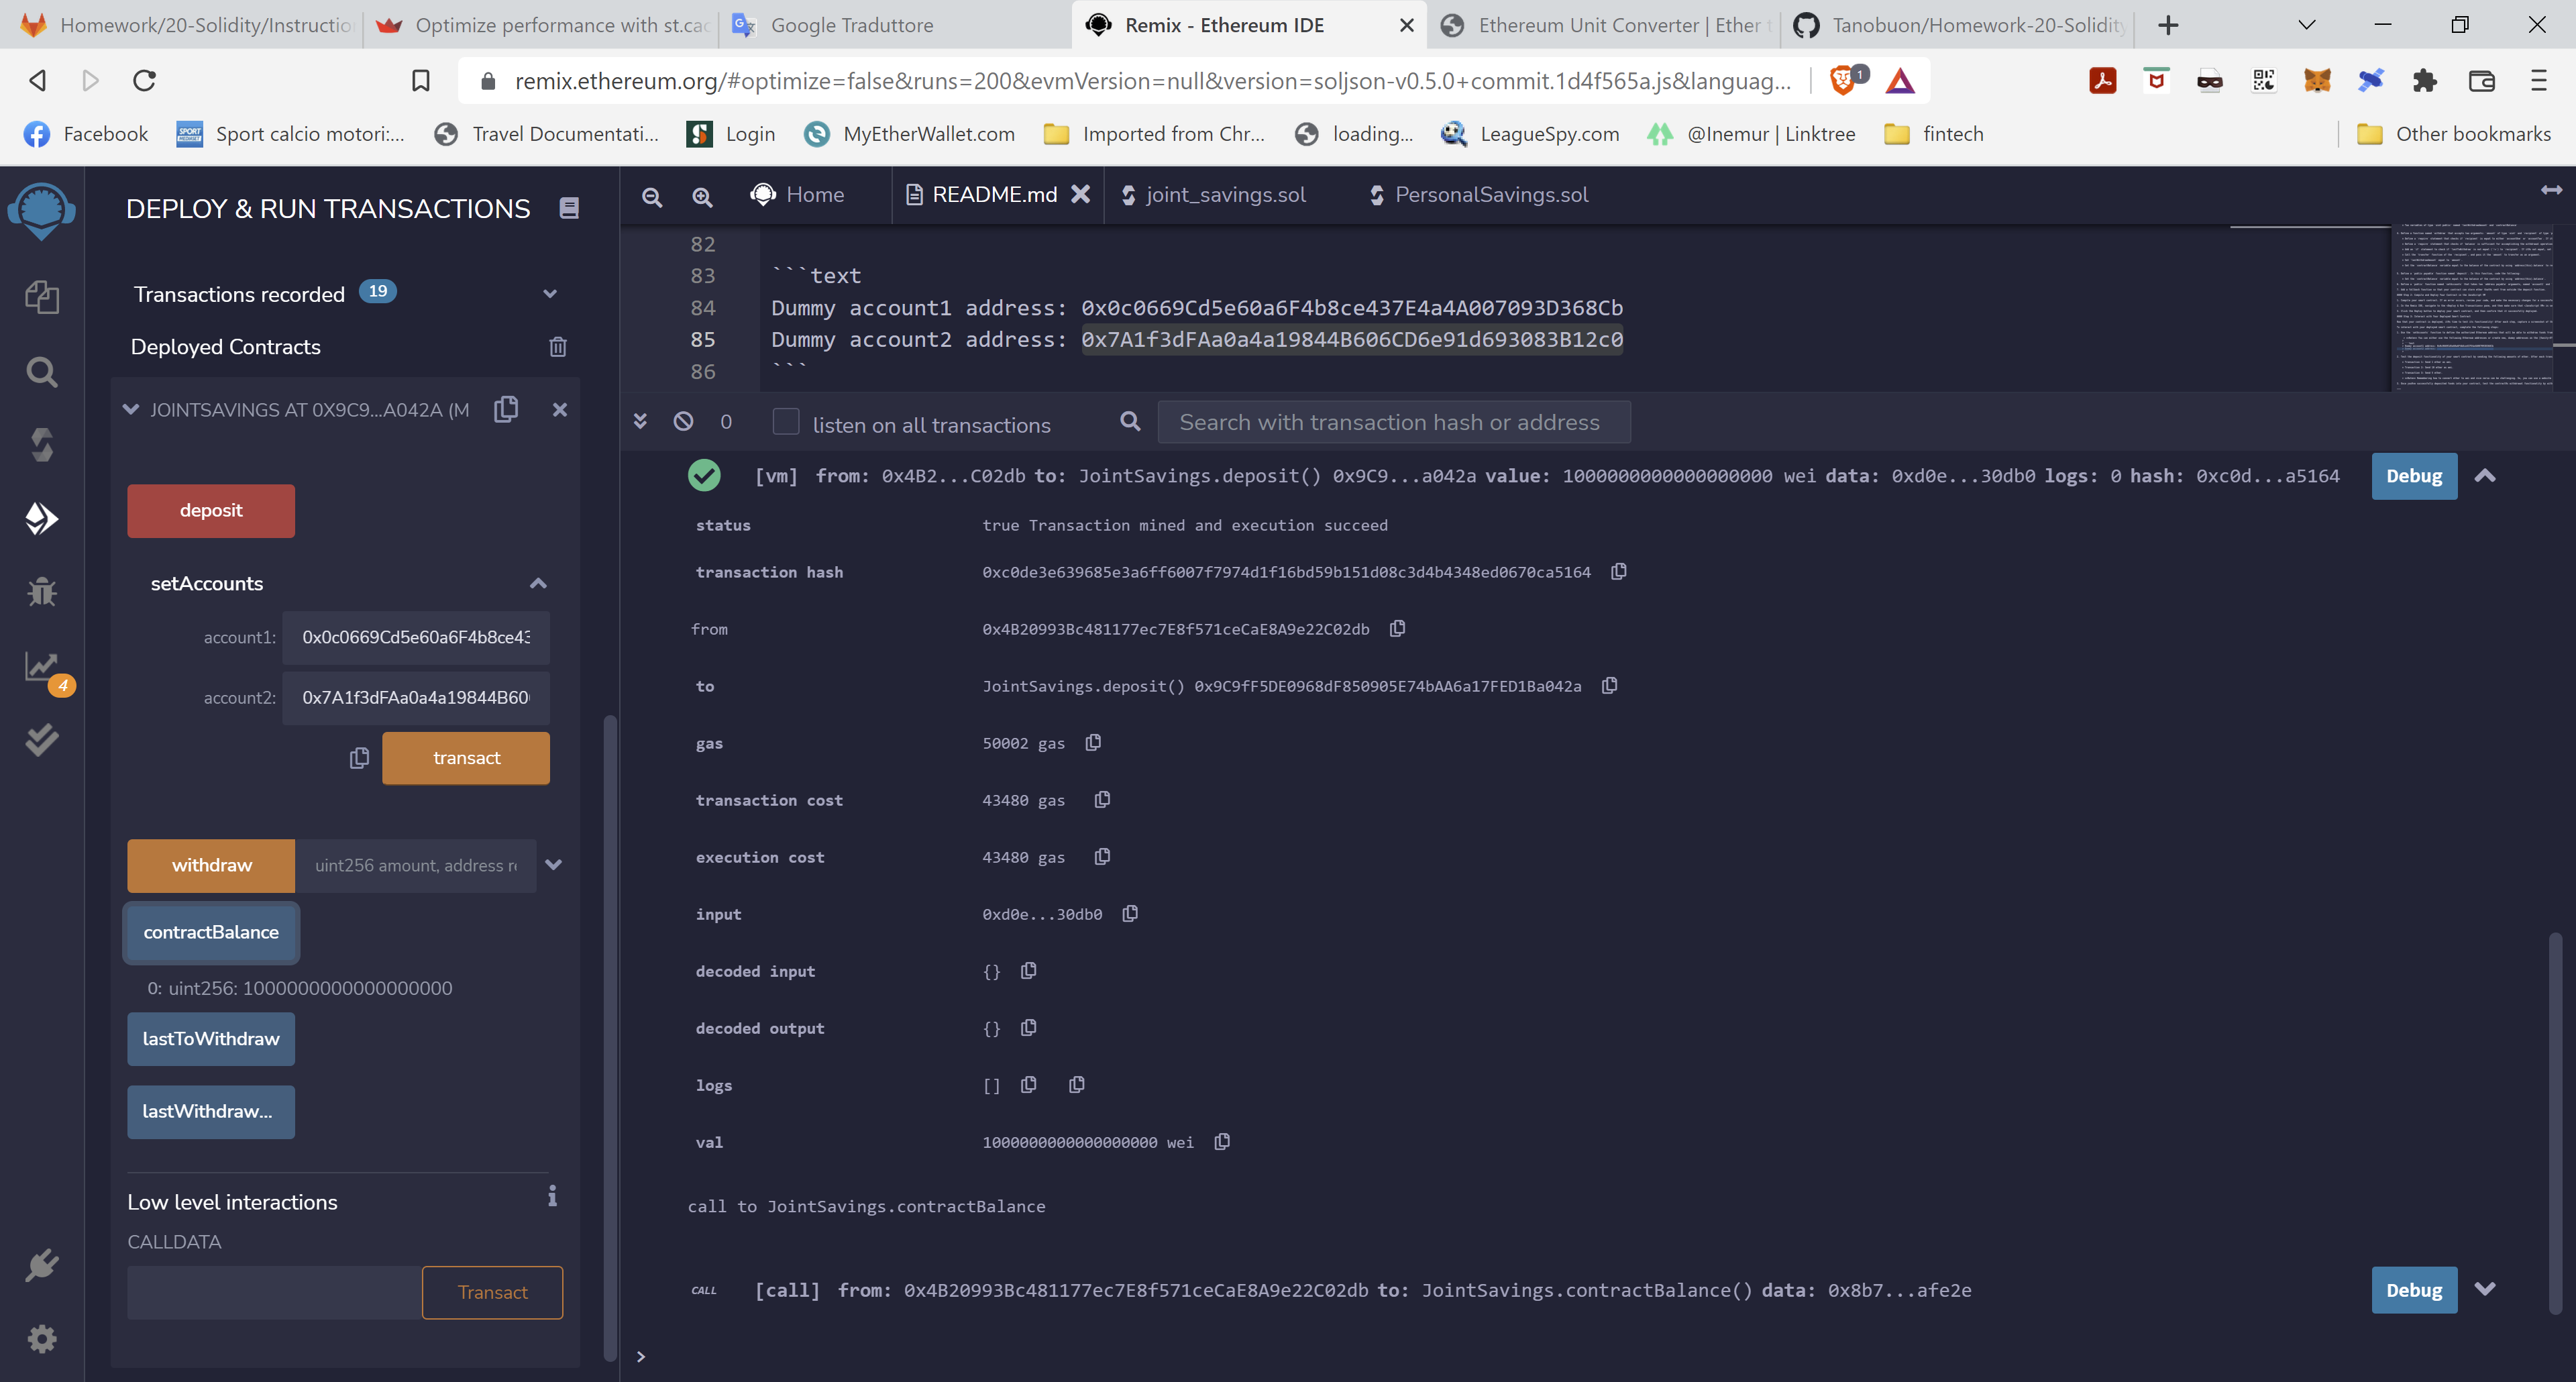 Homework/20-Solidity/Instructio
Optimize performance with st.cac
Google Traduttore
Remix - Ethereum IDE
Ethereum Unit Converter | Ether t
Tanobuon/Homework-20-Solidity
remix.ethereum.org/#optimize=false&runs=200&evmVersion=null&version=soljson-v0.5.0+commit.1d4f565a.js&languag...
1
Facebook
Sport calcio motori:...
Travel Documentati...
Login
MyEtherWallet.com
Imported from Chr...
loading...
LeagueSpy.com
@Inemur | Linktree
fintech
Other bookmarks
DEPLOY & RUN TRANSACTIONS
Transactions recorded 19
Deployed Contracts
JOINTSAVINGS AT 0X9C9...A042A (M
deposit
setAccounts
account1: 0x0c0669Cd5e60a6F4b8ce43
account2: 0x7A1f3dFAa0a4a19844B60
transact
4
withdraw uint256 amount, address re
contractBalance
0: uint256: 1000000000000000000
lastToWithdraw
lastWithdraw...
Low level interactions
CALLDATA
Transact
Home
README.md
joint_savings.sol
PersonalSavings.sol
82
83 ```text
84 Dummy account1 address: 0x0c0669Cd5e60a6F4b8ce437E4a4A007093D368Cb
85 Dummy account2 address: 0x7A1f3dFAa0a4a19844B606CD6e91d693083B12c0
86 ```
0 listen on all transactions Search with transaction hash or address
[vm] from: 0x4B2...C02db to: JointSavings.deposit() 0x9C9...a042a value: 1000000000000000000 wei data: 0xd0e...30db0 logs: 0 hash: 0xc0d...a5164 Debug
status true Transaction mined and execution succeed
transaction hash 0xc0de3e639685e3a6ff6007f7974d1f16bd59b151d08c3d4b4348ed0670ca5164
from 0x4B20993Bc481177ec7E8f571ceCaE8A9e22C02db
to JointSavings.deposit() 0x9C9fF5DE0968dF850905E74bAA6a17FED1Ba042a
gas 50002 gas
transaction cost 43480 gas
execution cost 43480 gas
input 0xd0e...30db0
decoded input {}
decoded output {}
logs []
val 1000000000000000000 wei
call to JointSavings.contractBalance
CALL [call] from: 0x4B20993Bc481177ec7E8f571ceCaE8A9e22C02db to: JointSavings.contractBalance() data: 0x8b7...afe2e Debug
>